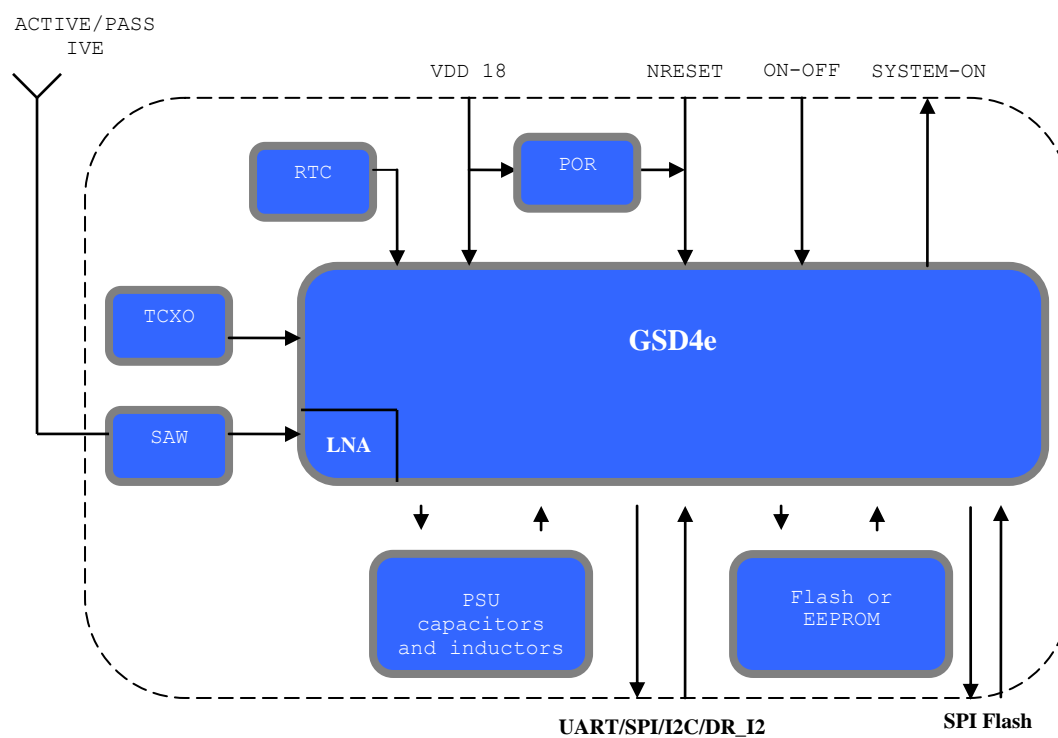 ACTIVE/PASS
IVE
VDD 18
NRESET
ON-OFF
SYSTEM-ON
RTC
POR
TCXO
GSD4e
SAW
LNA
PSU
capacitors
and inductors
Flash or
EEPROM
UART/SPI/I2C/DR_I2
SPI Flash